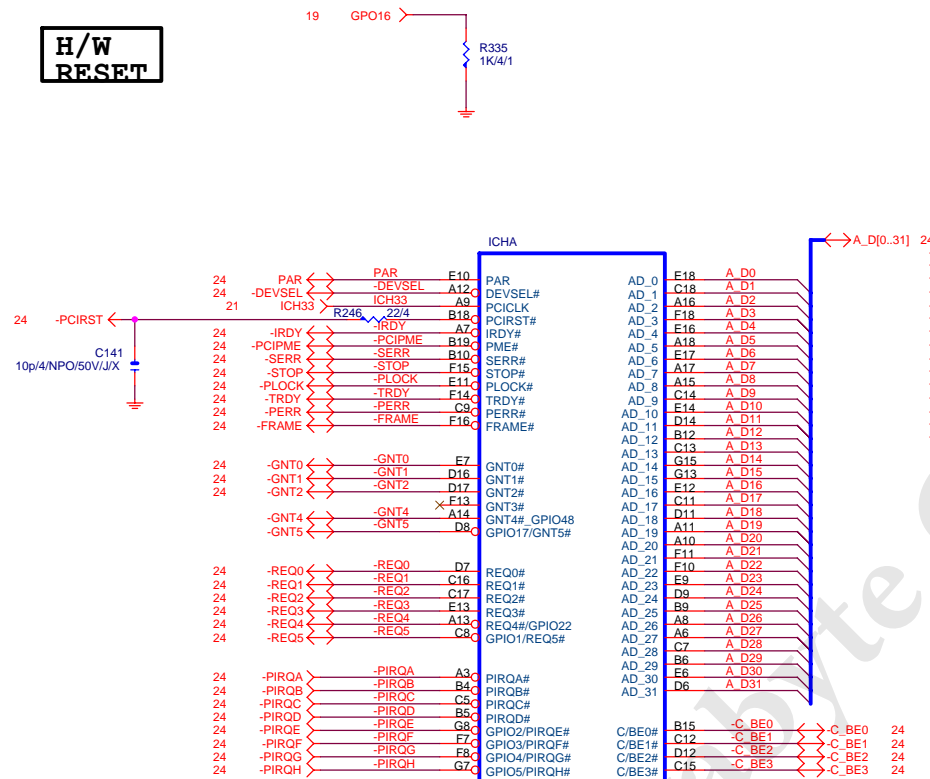 19 GPO16
H/W
RESET
R335
1K/4/1
ICHA
A_D[0..31] 24
24 PAR PAR E10 PAR AD_0 E18 A_D0
24 -DEVSEL -DEVSEL A12 DEVSEL# AD_1 C18 A_D1
21 ICH33 ICH33 A9 PCICLK AD_2 A16 A_D2
24 -PCIRST R246 22/4 B18 PCIRST# AD_3 F18 A_D3
24 -IRDY -IRDY A7 IRDY# AD_4 E16 A_D4
24 -PCIPME -PCIPME B19 PME# AD_5 A18 A_D5
24 -SERR -SERR B10 SERR# AD_6 E17 A_D6
24 -STOP -STOP F15 STOP# AD_7 A17 A_D7
24 -PLOCK -PLOCK E11 PLOCK# AD_8 A15 A_D8
24 -TRDY -TRDY F14 TRDY# AD_9 C14 A_D9
24 -PERR -PERR C9 PERR# AD_10 E14 A_D10
24 -FRAME -FRAME F16 FRAME# AD_11 D14 A_D11
C141
10p/4/NPO/50V/J/X
AD_12 B12 A_D12
AD_13 C13 A_D13
24 -GNT0 -GNT0 E7 GNT0# AD_14 G15 A_D14
24 -GNT1 -GNT1 D16 GNT1# AD_15 G13 A_D15
24 -GNT2 -GNT2 D17 GNT2# AD_16 E12 A_D16
F13 GNT3# AD_17 C11 A_D17
24 -GNT4 -GNT4 A14 GNT4#_GPIO48 AD_18 D11 A_D18
24 -GNT5 -GNT5 D8 GPIO17/GNT5# AD_19 A11 A_D19
AD_20 A10 A_D20
AD_21 F11 A_D21
24 -REQ0 -REQ0 D7 REQ0# AD_22 F10 A_D22
24 -REQ1 -REQ1 C16 REQ1# AD_23 E9 A_D23
24 -REQ2 -REQ2 C17 REQ2# AD_24 D9 A_D24
24 -REQ3 -REQ3 E13 REQ3# AD_25 B9 A_D25
24 -REQ4 -REQ4 A13 REQ4#/GPIO22 AD_26 A8 A_D26
24 -REQ5 -REQ5 C8 GPIO1/REQ5# AD_27 A6 A_D27
AD_28 C7 A_D28
AD_29 B6 A_D29
24 -PIRQA -PIRQA A3 PIRQA# AD_30 E6 A_D30
24 -PIRQB -PIRQB B4 PIRQB# AD_31 D6 A_D31
24 -PIRQC -PIRQC C5 PIRQC#
24 -PIRQD -PIRQD B5 PIRQD#
24 -PIRQE -PIRQE G8 GPIO2/PIRQE# C/BE0# B15 -C_BE0 -C_BE0 24
24 -PIRQF -PIRQF F7 GPIO3/PIRQF# C/BE1# C12 -C_BE1 -C_BE1 24
24 -PIRQG -PIRQG F8 GPIO4/PIRQG# C/BE2# D12 -C_BE2 -C_BE2 24
24 -PIRQH -PIRQH G7 GPIO5/PIRQH# C/BE3# C15 -C_BE3 -C_BE3 24